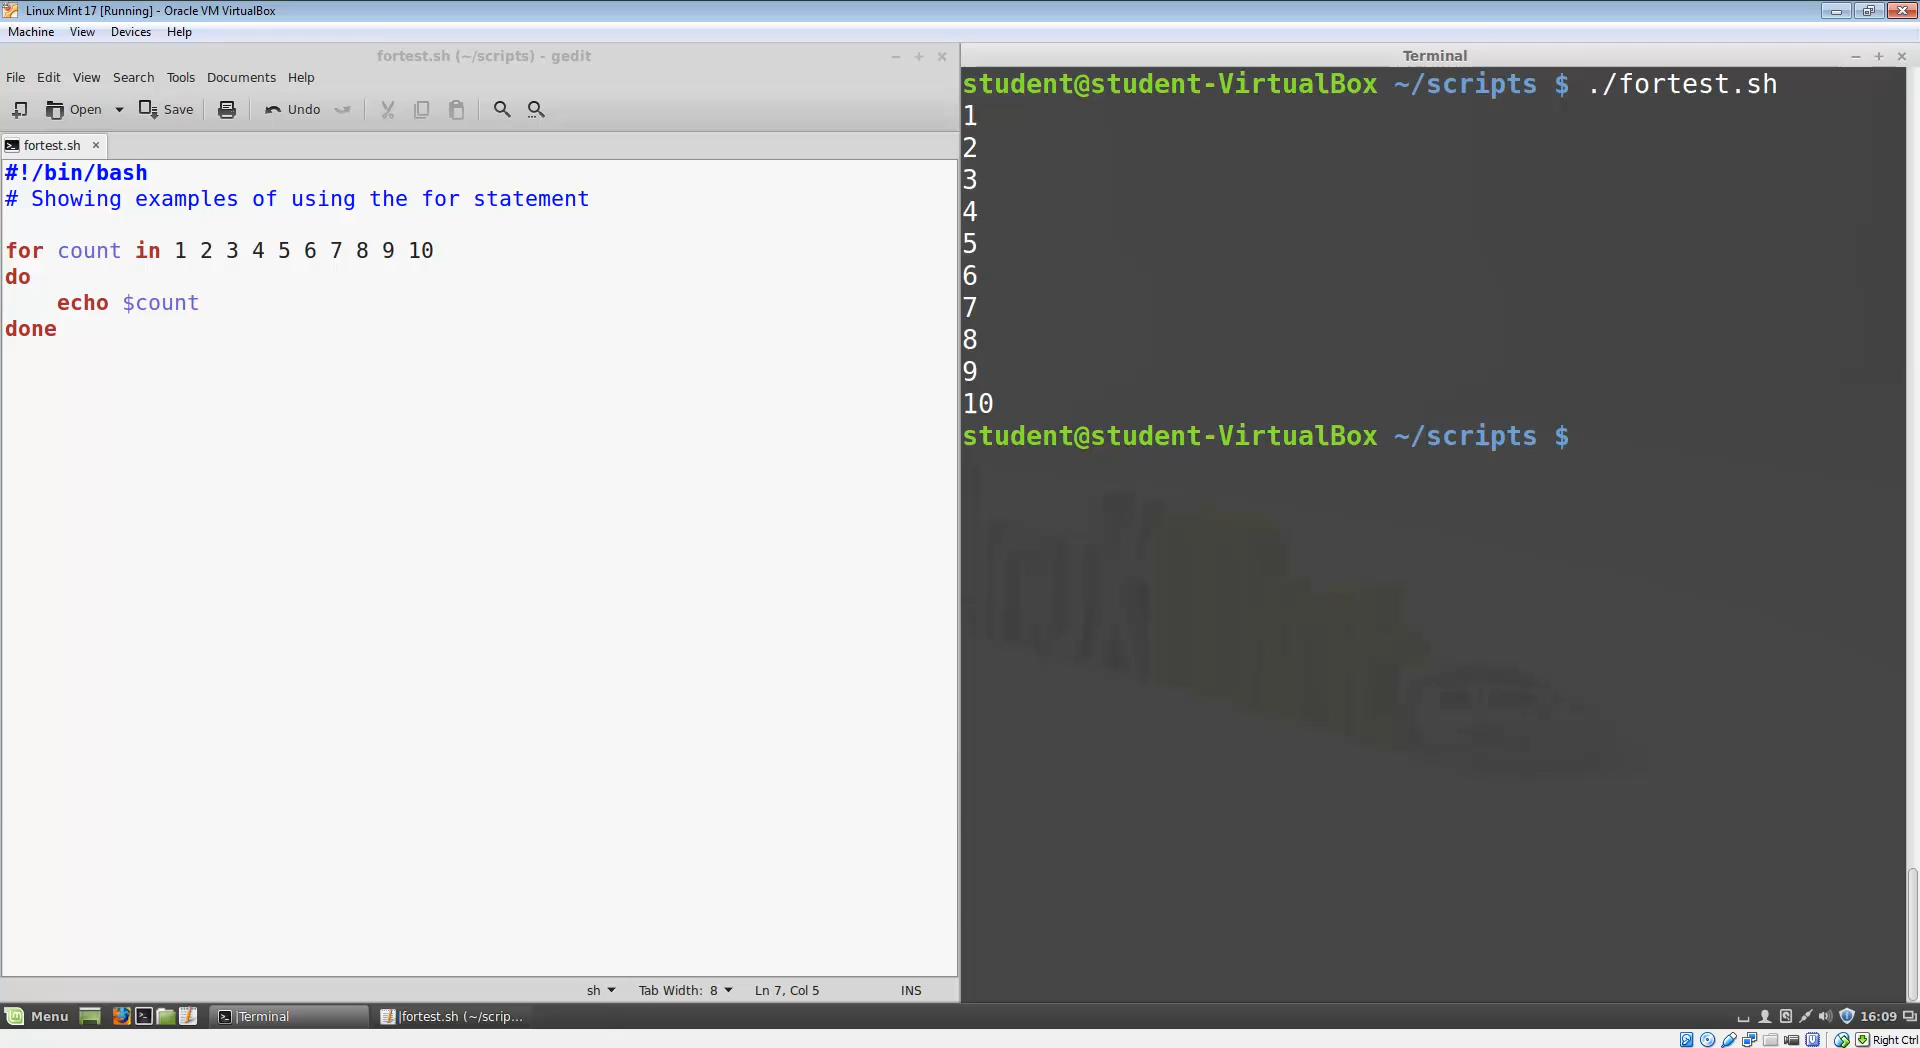 Linux Mint 17 [Running] - Oracle VM VirtualBox
Machine View Devices Help
fortest.sh (~/scripts) - gedit
File Edit View Search Tools Documents Help
Open Save Undo
fortest.sh
#!/bin/bash
# Showing examples of using the for statement
for count in 1 2 3 4 5 6 7 8 9 10
do
echo $count
done
sh Tab Width: 8 Ln 7, Col 5 INS
Terminal
student@student-VirtualBox ~/scripts $ ./fortest.sh
1
2
3
4
5
6
7
8
9
10
student@student-VirtualBox ~/scripts $
Menu Terminal fortest.sh (~/scrip... 16:09
Right Ctrl